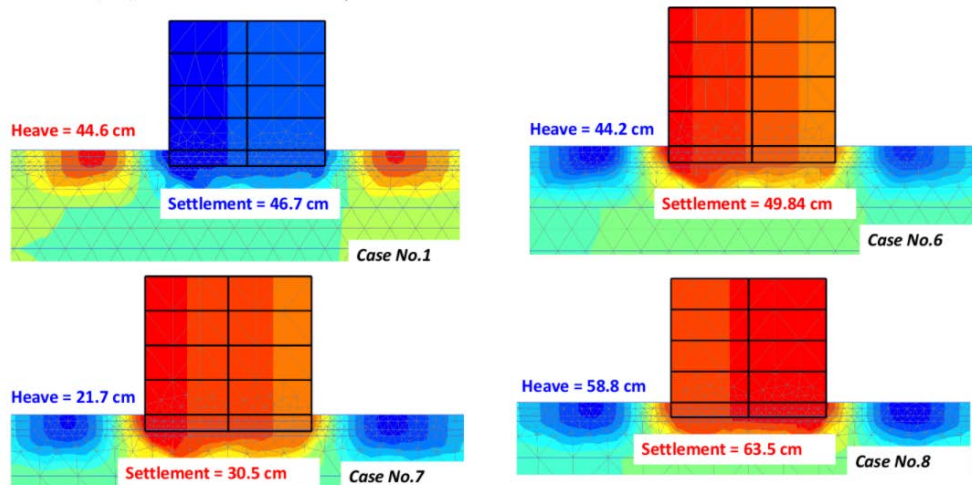 Heave = 44.6 cm
Settlement = 46.7 cm
Case No.1
Heave = 44.2 cm
Settlement = 49.84 cm
Case No.6
Heave = 21.7 cm
Settlement = 30.5 cm
Case No.7
Heave = 58.8 cm
Settlement = 63.5 cm
Case No.8